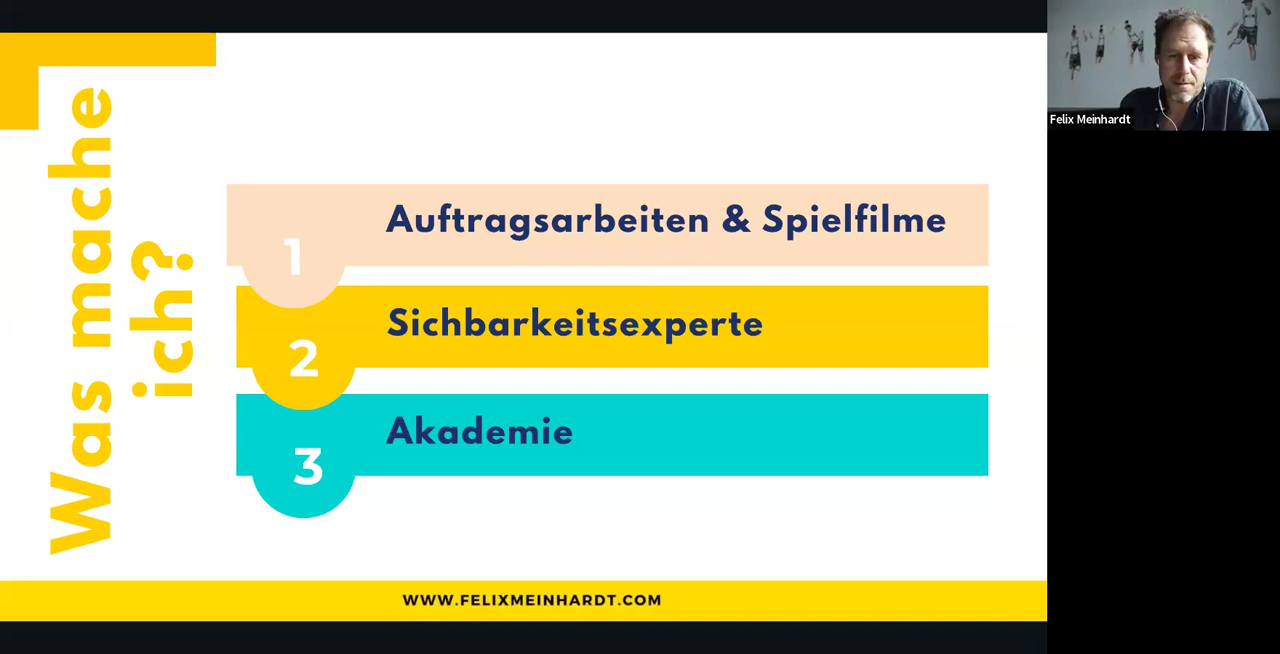 Was mache
ich?
1
Auftragsarbeiten & Spielfilme
2
Sichbarkeitsexperte
3
Akademie
WWW.FELIXMEINHARDT.COM
Felix Meinhardt